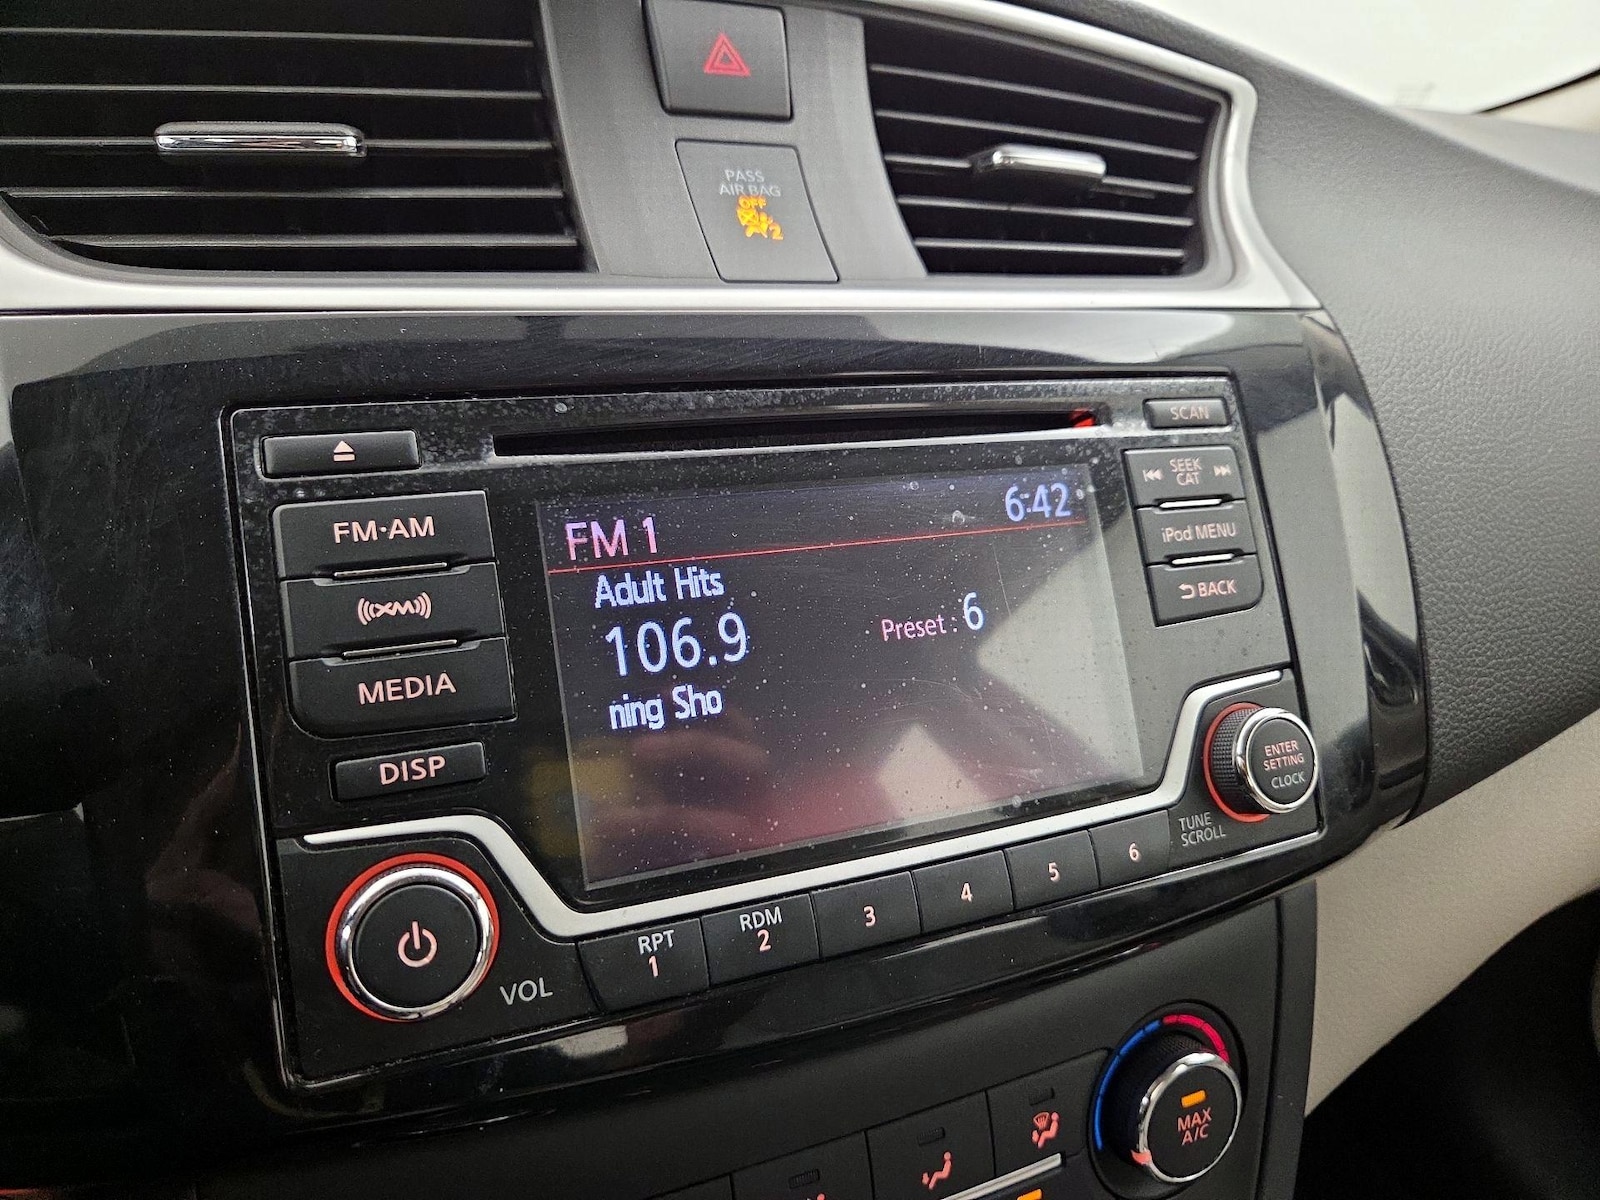 PASS
AIR BAG
OFF
2
SCAN
SEEK
CAT
iPod MENU
BACK
FM·AM
((XM))
MEDIA
DISP
FM 1
6:42
Adult Hits
106.9
Preset : 6
ning Sho
ENTER
SETTING
CLOCK
TUNE
SCROLL
VOL
RPT
1
RDM
2
3
4
5
6
MAX
A/C